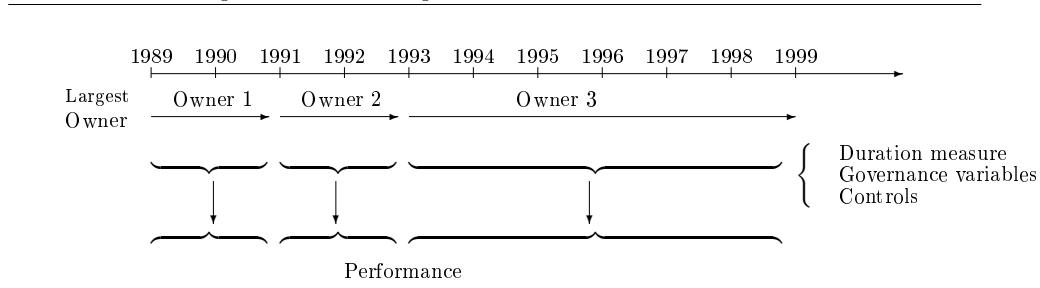 1989 1990 1991 1992 1993 1994 1995 1996 1997 1998 1999
Largest
Owner
Owner 1 Owner 2 Owner 3
Duration measure
Governance variables
Controls
Performance